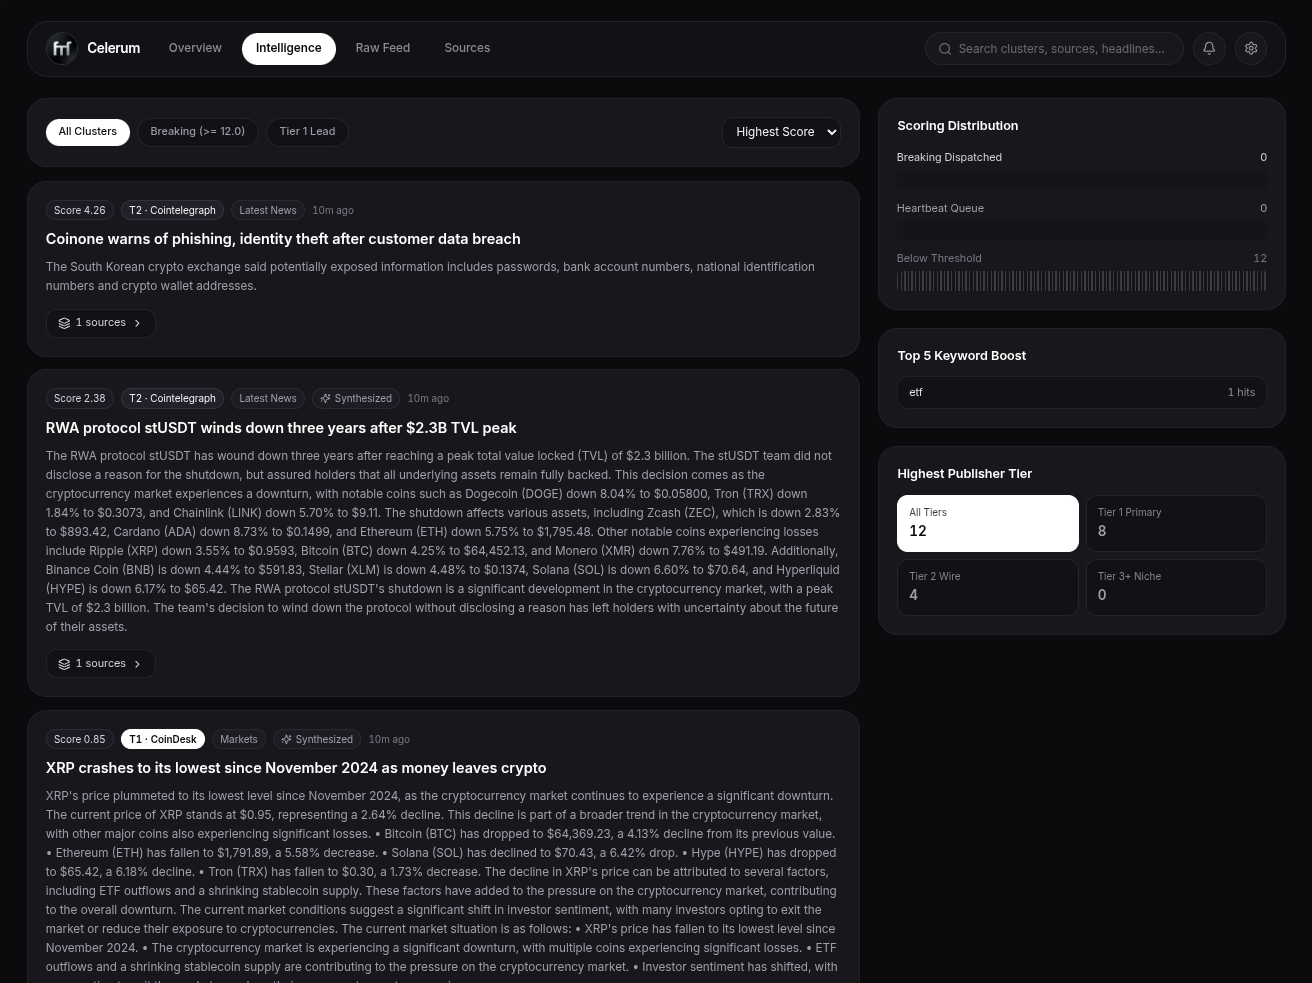 Celerum
Overview
Intelligence
Raw Feed
Sources
Search clusters, sources, headlines...
All Clusters
Breaking (>= 12.0)
Tier 1 Lead
Highest Score
Score 4.26
T2 · Cointelegraph
Latest News
10m ago
Coinone warns of phishing, identity theft after customer data breach
The South Korean crypto exchange said potentially exposed information includes passwords, bank account numbers, national identification
numbers and crypto wallet addresses.
1 sources
Score 2.38
T2 · Cointelegraph
Latest News
Synthesized
10m ago
RWA protocol stUSDT winds down three years after $2.3B TVL peak
The RWA protocol stUSDT has wound down three years after reaching a peak total value locked (TVL) of $2.3 billion. The stUSDT team did not
disclose a reason for the shutdown, but assured holders that all underlying assets remain fully backed. This decision comes as the
cryptocurrency market experiences a downturn, with notable coins such as Dogecoin (DOGE) down 8.04% to $0.05800, Tron (TRX) down
1.84% to $0.3073, and Chainlink (LINK) down 5.70% to $9.11. The shutdown affects various assets, including Zcash (ZEC), which is down 2.83%
to $893.42, Cardano (ADA) down 8.73% to $0.1499, and Ethereum (ETH) down 5.75% to $1,795.48. Other notable coins experiencing losses
include Ripple (XRP) down 3.55% to $0.9593, Bitcoin (BTC) down 4.25% to $64,452.13, and Monero (XMR) down 7.76% to $491.19. Additionally,
Binance Coin (BNB) is down 4.44% to $591.83, Stellar (XLM) is down 4.48% to $0.1374, Solana (SOL) is down 6.60% to $70.64, and Hyperliquid
(HYPE) is down 6.17% to $65.42. The RWA protocol stUSDT's shutdown is a significant development in the cryptocurrency market, with a peak
TVL of $2.3 billion. The team's decision to wind down the protocol without disclosing a reason has left holders with uncertainty about the future
of their assets.
1 sources
Score 0.85
T1 · CoinDesk
Markets
Synthesized
10m ago
XRP crashes to its lowest since November 2024 as money leaves crypto
XRP's price plummeted to its lowest level since November 2024, as the cryptocurrency market continues to experience a significant downturn.
The current price of XRP stands at $0.95, representing a 2.64% decline. This decline is part of a broader trend in the cryptocurrency market,
with other major coins also experiencing significant losses. • Bitcoin (BTC) has dropped to $64,369.23, a 4.13% decline from its previous value.
• Ethereum (ETH) has fallen to $1,791.89, a 5.58% decrease. • Solana (SOL) has declined to $70.43, a 6.42% drop. • Hype (HYPE) has dropped
to $65.42, a 6.18% decline. • Tron (TRX) has fallen to $0.30, a 1.73% decrease. The decline in XRP's price can be attributed to several factors,
including ETF outflows and a shrinking stablecoin supply. These factors have added to the pressure on the cryptocurrency market, contributing
to the overall downturn. The current market conditions suggest a significant shift in investor sentiment, with many investors opting to exit the
market or reduce their exposure to cryptocurrencies. The current market situation is as follows: • XRP's price has fallen to its lowest level since
November 2024. • The cryptocurrency market is experiencing a significant downturn, with multiple coins experiencing significant losses. • ETF
outflows and a shrinking stablecoin supply are contributing to the pressure on the cryptocurrency market. • Investor sentiment has shifted, with
Scoring Distribution
Breaking Dispatched 0
Heartbeat Queue 0
Below Threshold 12
Top 5 Keyword Boost
etf 1 hits
Highest Publisher Tier
All Tiers
12
Tier 1 Primary
8
Tier 2 Wire
4
Tier 3+ Niche
0